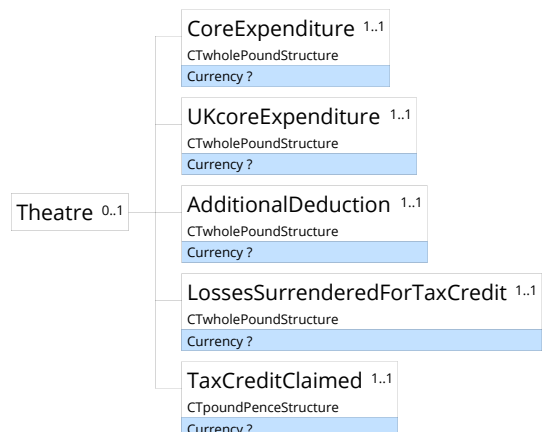 CoreExpenditure 1..1
CTwholePoundStructure
Currency ?
UKcoreExpenditure 1..1
CTwholePoundStructure
Currency ?
Theatre 0..1
AdditionalDeduction 1..1
CTwholePoundStructure
Currency ?
LossesSurrenderedForTaxCredit 1..1
CTwholePoundStructure
Currency ?
TaxCreditClaimed 1..1
CTpoundPenceStructure
Currency ?